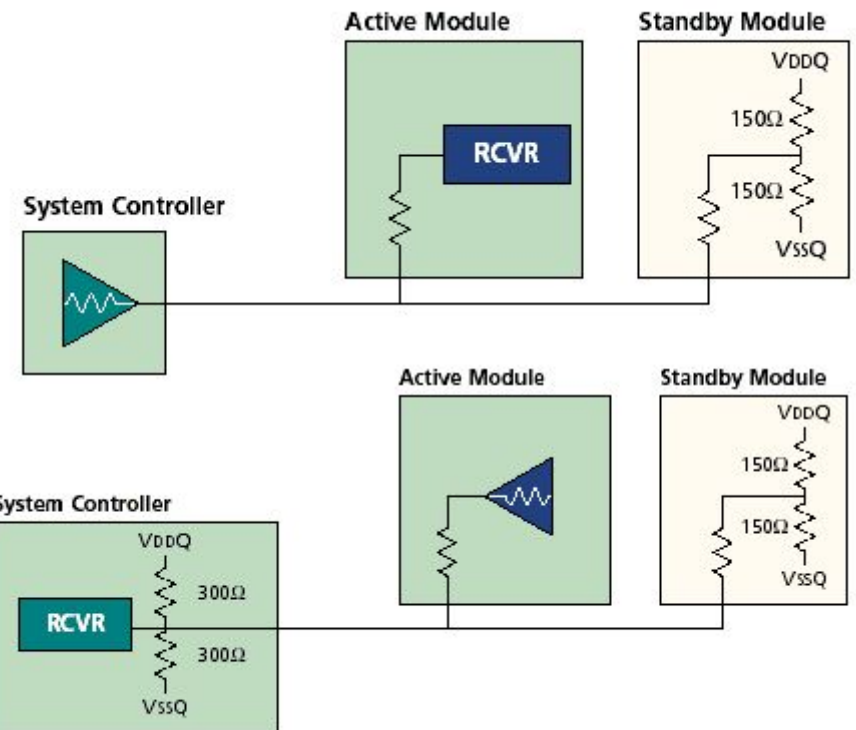 Active Module
Standby Module
VDDQ
150Ω
RCVR
150Ω
VssQ
System Controller
Active Module
Standby Module
VDDQ
150Ω
150Ω
VssQ
System Controller
VDDQ
300Ω
RCVR
300Ω
VssQ